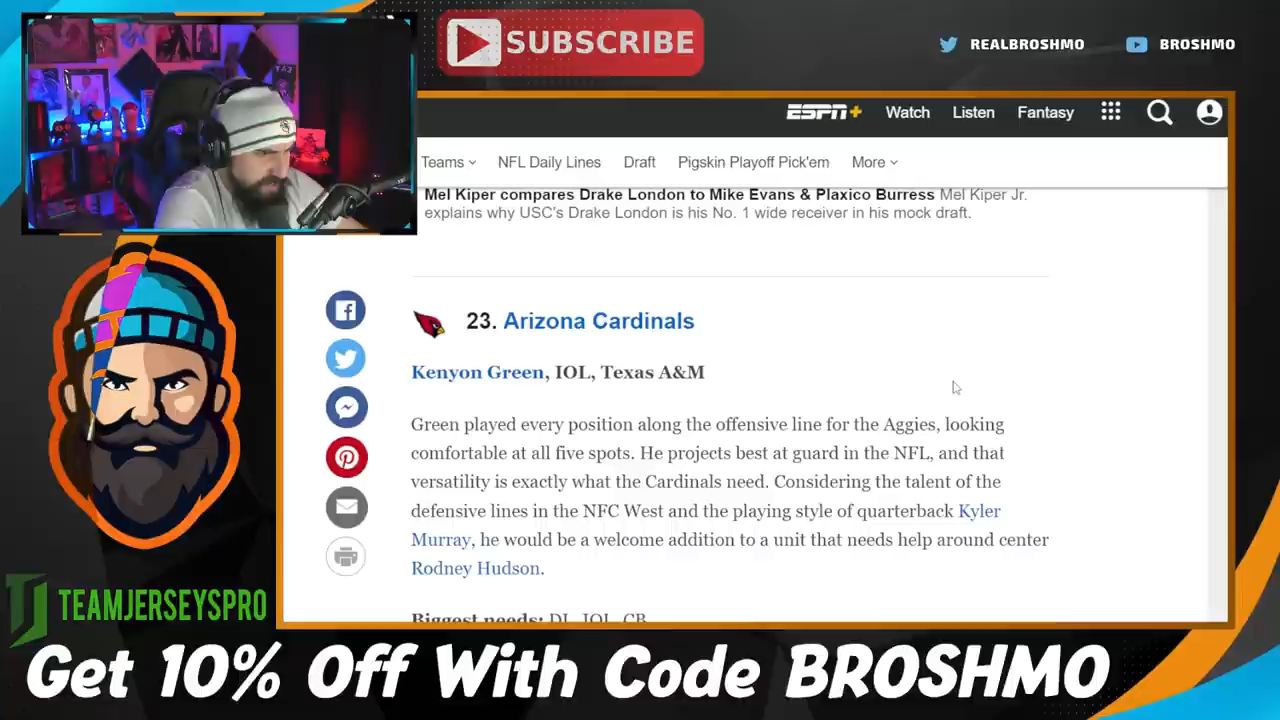 SUBSCRIBE
REALBROSHMO
BROSHMO
ESPN+
Watch
Listen
Fantasy
Teams
NFL Daily Lines
Draft
Pigskin Playoff Pick'em
More
Mel Kiper compares Drake London to Mike Evans & Plaxico Burress Mel Kiper Jr.
explains why USC's Drake London is his No. 1 wide receiver in his mock draft.
23. Arizona Cardinals
Kenyon Green, IOL, Texas A&M
Green played every position along the offensive line for the Aggies, looking
comfortable at all five spots. He projects best at guard in the NFL, and that
versatility is exactly what the Cardinals need. Considering the talent of the
defensive lines in the NFC West and the playing style of quarterback Kyler
Murray, he would be a welcome addition to a unit that needs help around center
Rodney Hudson.
Biggest needs: DL, IOL, CB
TJ TEAMJERSEYSPRO
Get 10% Off With Code BROSHMO